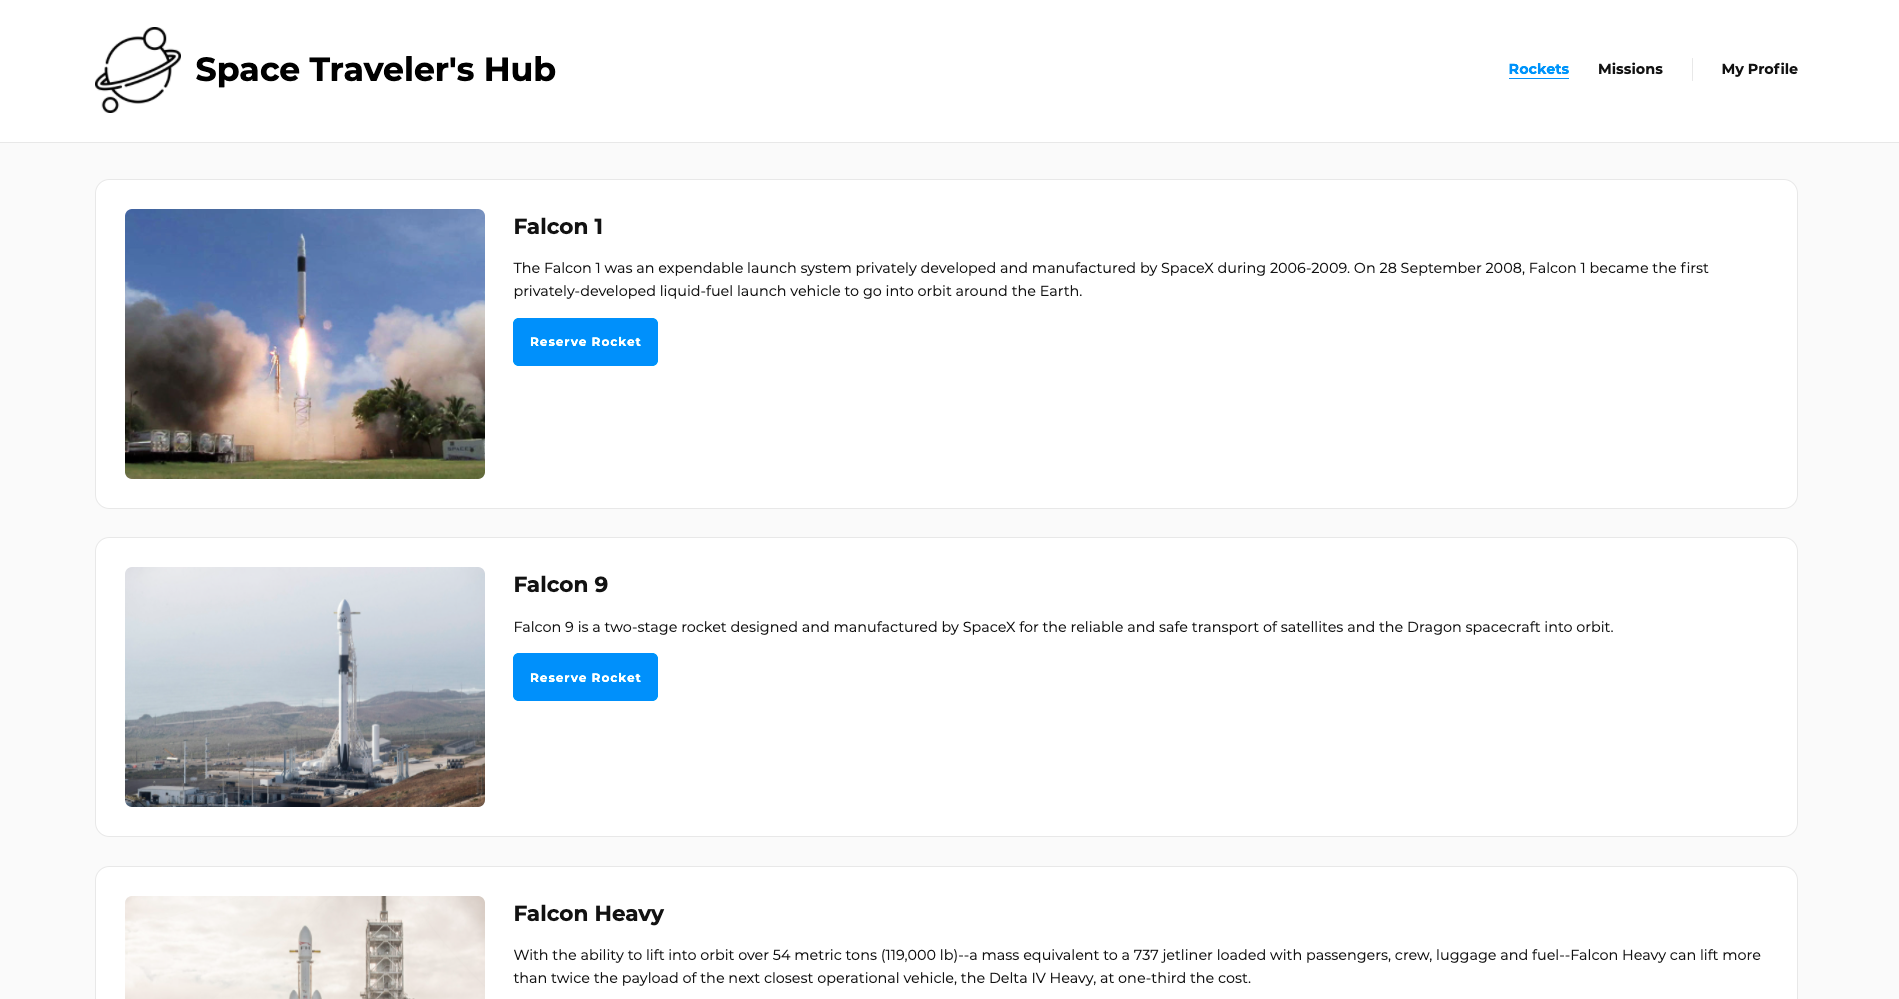 Space Traveler's Hub
Rockets
Missions
My Profile
Falcon 1
The Falcon 1 was an expendable launch system privately developed and manufactured by SpaceX during 2006-2009. On 28 September 2008, Falcon 1 became the first
privately-developed liquid-fuel launch vehicle to go into orbit around the Earth.
Reserve Rocket
Falcon 9
Falcon 9 is a two-stage rocket designed and manufactured by SpaceX for the reliable and safe transport of satellites and the Dragon spacecraft into orbit.
Reserve Rocket
Falcon Heavy
With the ability to lift into orbit over 54 metric tons (119,000 lb)--a mass equivalent to a 737 jetliner loaded with passengers, crew, luggage and fuel--Falcon Heavy can lift more
than twice the payload of the next closest operational vehicle, the Delta IV Heavy, at one-third the cost.